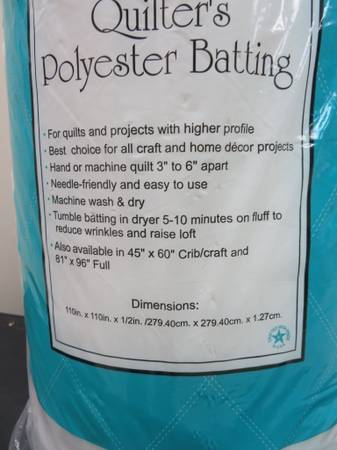 Quilter's
Polyester Batting
· For quilts and projects with higher profile
· Best choice for all craft and home décor projects
· Hand or machine quilt 3" to 6" apart
· Needle-friendly and easy to use
· Machine wash & dry
· Tumble batting in dryer 5-10 minutes on fluff to
reduce wrinkles and raise loft
· Also available in 45" x 60" Crib/craft and
81" x 96" Full
Dimensions:
110in. x 110in. x 1/2in. /279.40cm. x 279.40cm. x 1.27cm.